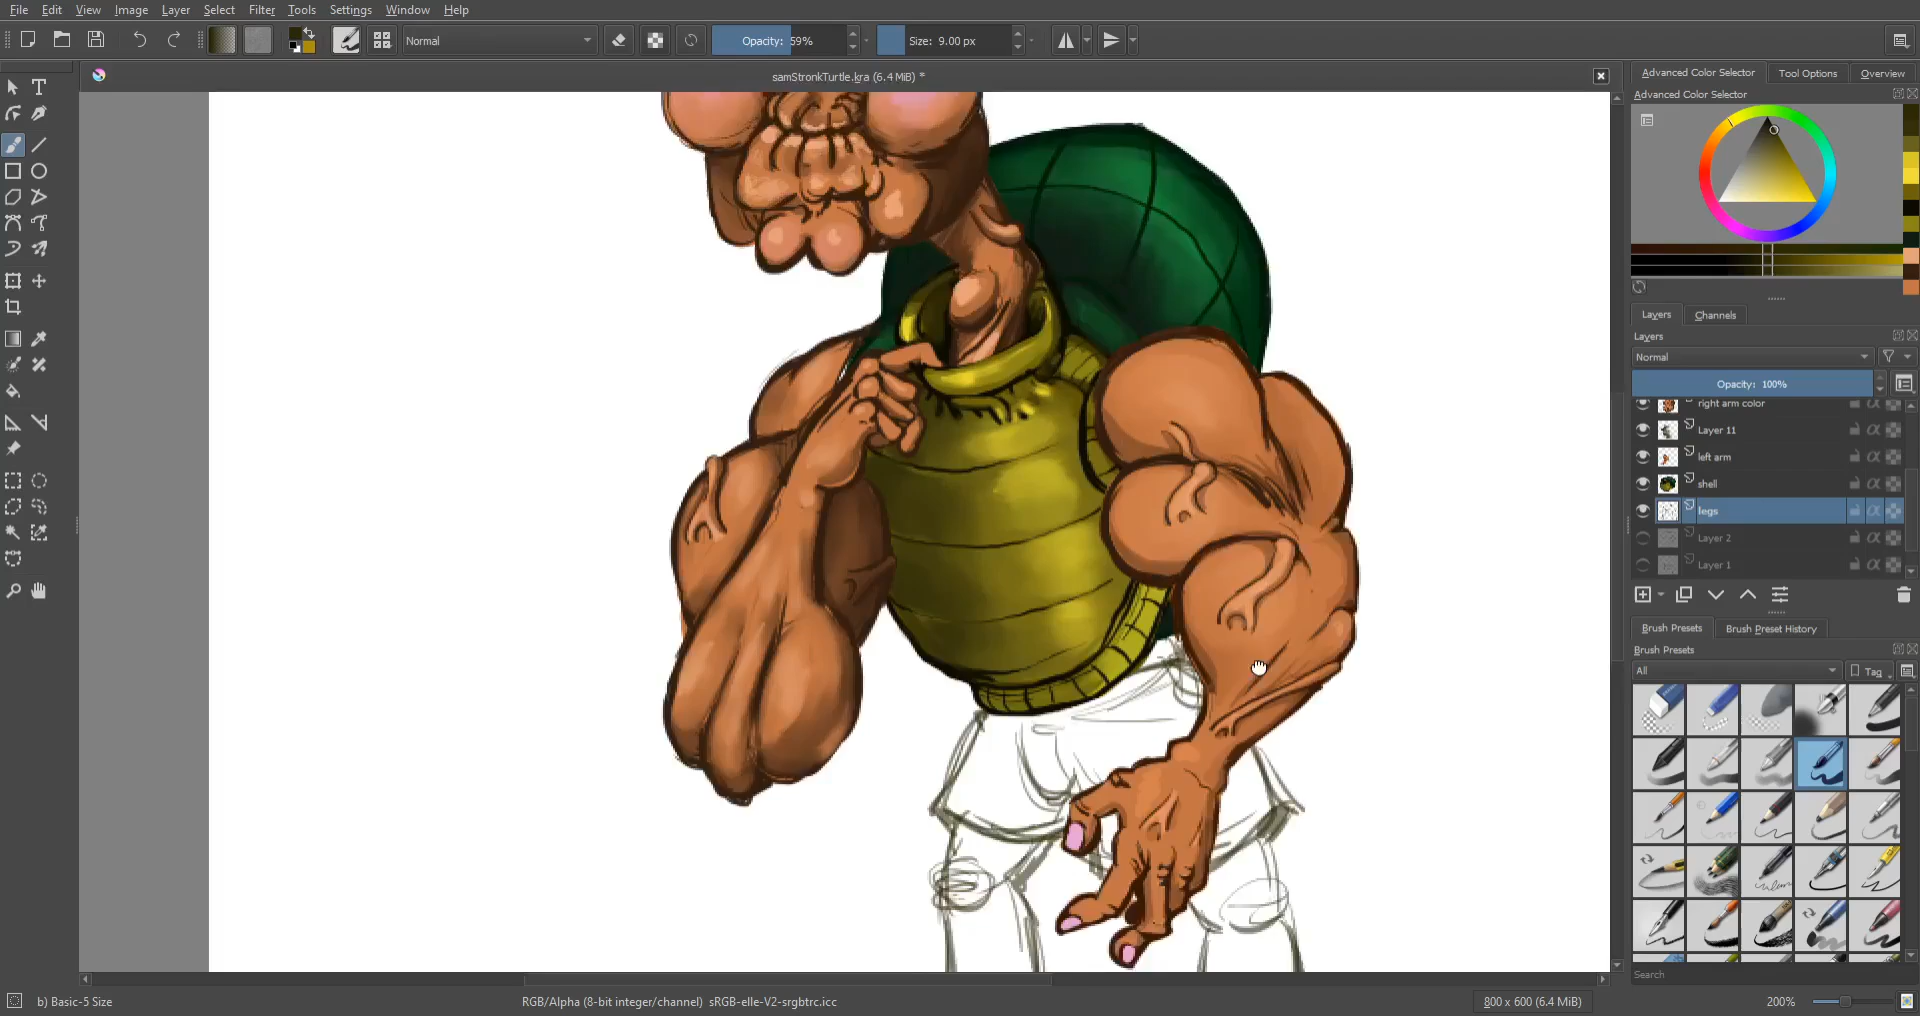 File Edit View Image Layer Select Filter Tools Settings Window Help
Normal Opacity: 59% Size: 9.00 px
samStronkTurtle.kra (6.4 MiB) *
Advanced Color Selector Tool Options Overview
Advanced Color Selector
Layers Channels
Layers
Normal
Opacity: 100%
right arm color
Layer 11
left arm
shell
legs
Layer 2
Layer 1
Brush Presets Brush Preset History
Brush Presets
All Tag
Search
b) Basic-5 Size RGB/Alpha (8-bit integer/channel) sRGB-elle-V2-srgbtrc.icc 800 x 600 (6.4 MiB) 200%